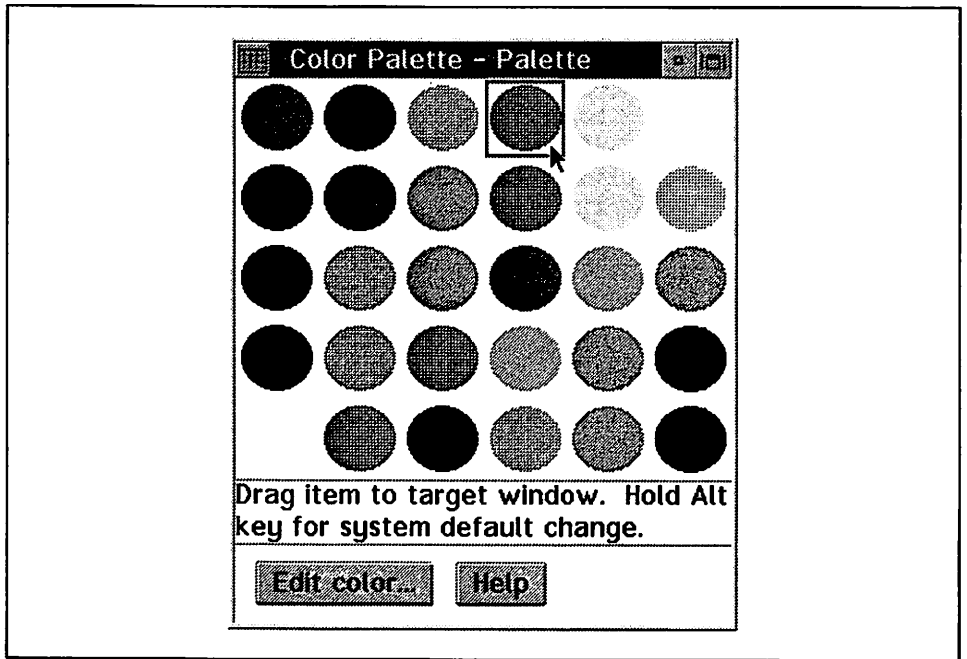 Color Palette - Palette
Drag item to target window. Hold Alt
key for system default change.
Edit color...
Help